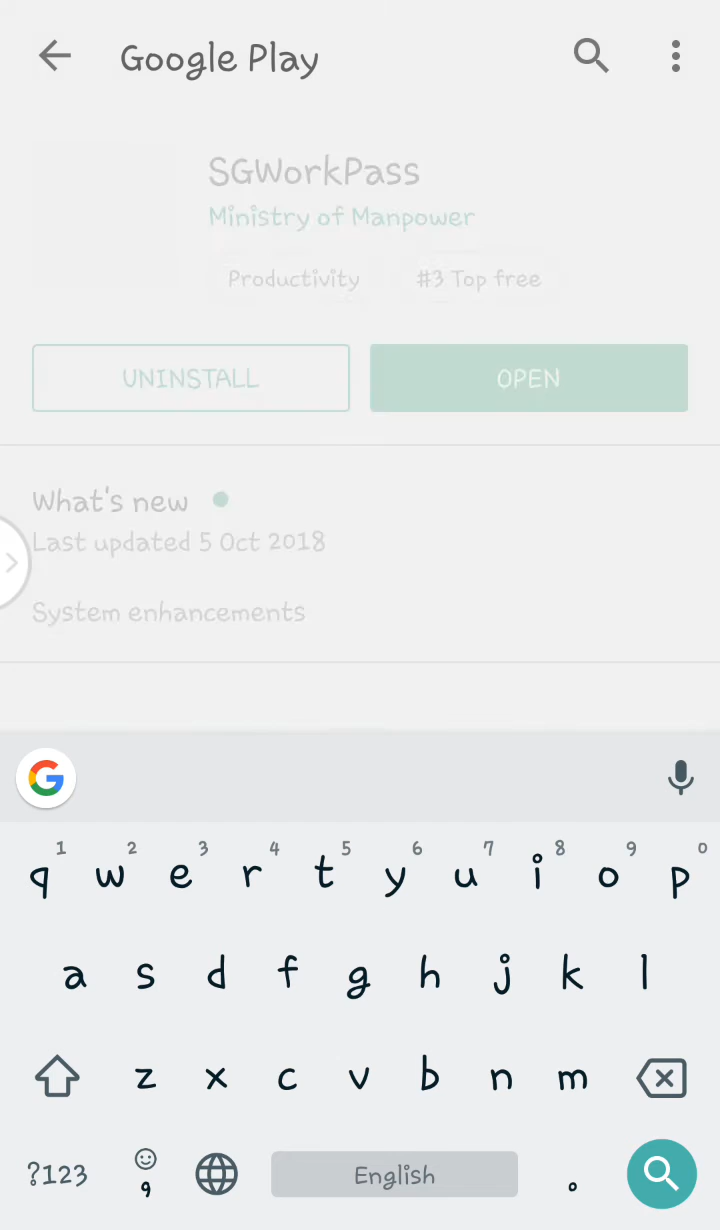 Google Play
SGWorkPass
Ministry of Manpower
Productivity #3 Top free
UNINSTALL OPEN
What's new
Last updated 5 Oct 2018
System enhancements
G
1 2 3 4 5 6 7 8 9 0
q w e r t y u i o p
a s d f g h j k l
z x c v b n m
?123 , English .